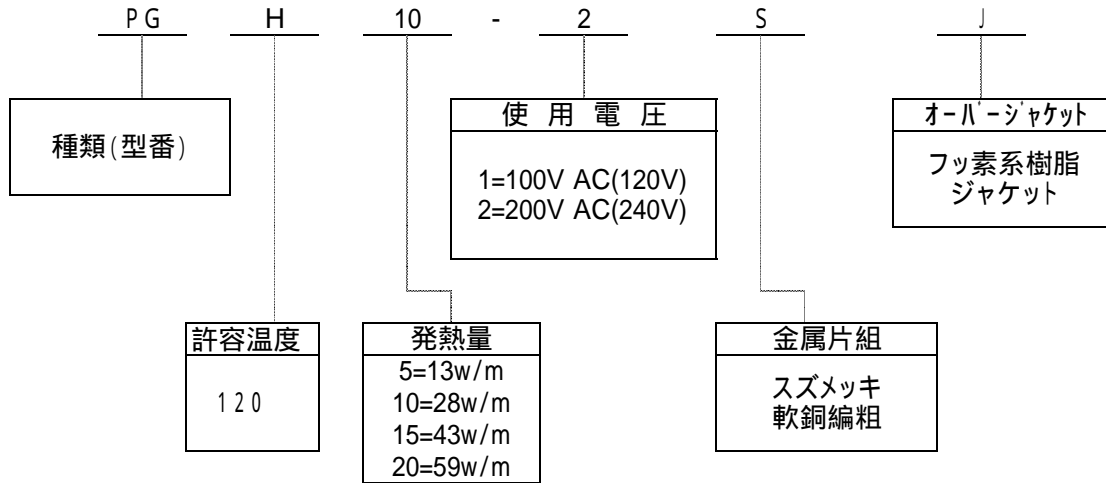 PG H 10 - 2 S J
種類(型番)
使用電圧
1=100V AC(120V)
2=200V AC(240V)
オーバージャケット
フッ素系樹脂
ジャケット
許容温度
120
発熱量
5=13w/m
10=28w/m
15=43w/m
20=59w/m
金属片組
スズメッキ
軟銅編粗